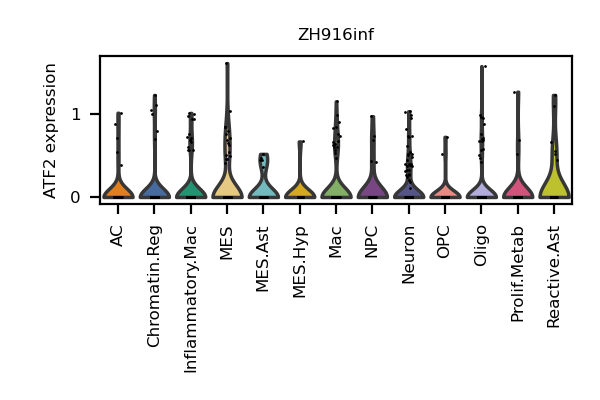 ZH916inf
ATF2 expression
1
0
AC
Chromatin.Reg
Inflammatory.Mac
MES
MES.Ast
MES.Hyp
Mac
NPC
Neuron
OPC
Oligo
Prolif.Metab
Reactive.Ast